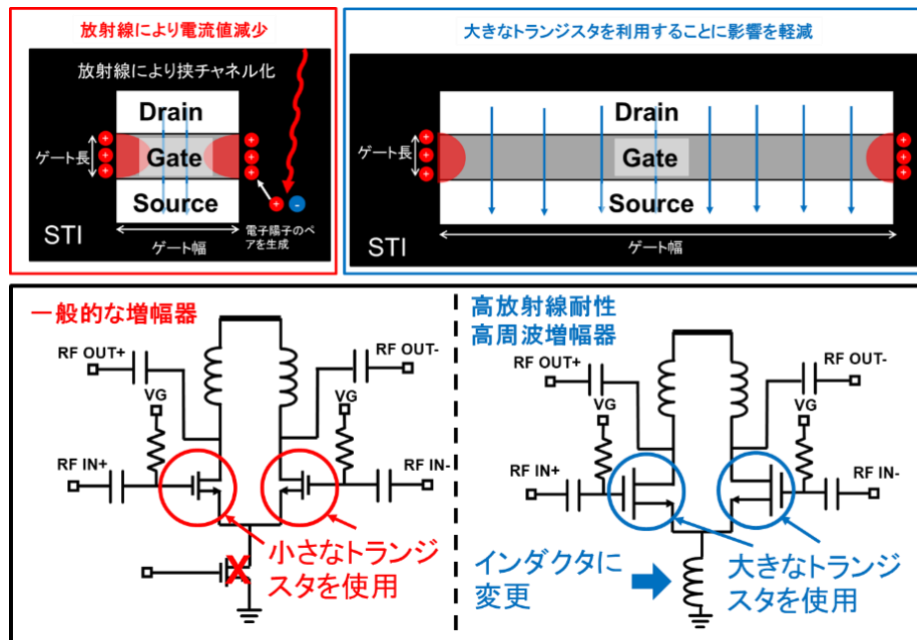 放射線により電流値減少
放射線により挟チャネル化
Drain
ゲート長
Gate
Source
STI
ゲート幅
電子陽子のペ
アを生成
+
+
+
+
+
+
+
-
大きなトランジスタを利用することに影響を軽減
Drain
ゲート長
Gate
Source
STI
ゲート幅
+
+
+
+
+
+
一般的な増幅器
RF OUT+
RF OUT-
VG
VG
RF IN+
RF IN-
X
小さなトランジ
スタを使用
高放射線耐性
高周波増幅器
RF OUT+
RF OUT-
VG
VG
RF IN+
RF IN-
インダクタに
変更
大きなトランジ
スタを使用